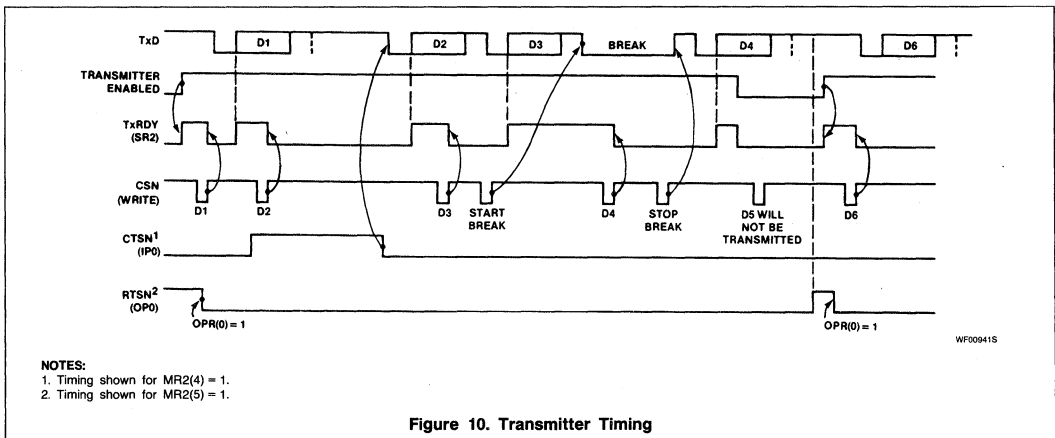 TxD
D1
D2
D3
BREAK
D4
D6
TRANSMITTER
ENABLED
TxRDY
(SR2)
CSN
(WRITE)
D1
D2
D3
START
BREAK
D4
STOP
BREAK
D5 WILL
NOT BE
TRANSMITTED
D6
CTSN1
(IP0)
RTSN2
(OP0)
OPR(0) = 1
OPR(0) = 1
WF00941S
NOTES:
1. Timing shown for MR2(4) = 1.
2. Timing shown for MR2(5) = 1.
Figure 10. Transmitter Timing